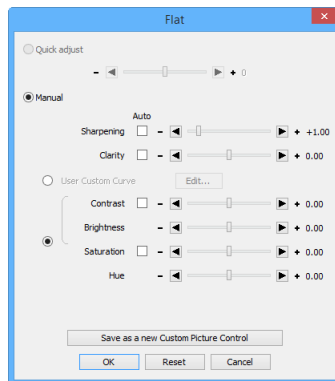 Flat
Quick adjust
- + 0
Manual
Auto
Sharpening - + +1.00
Clarity - + 0.00
User Custom Curve Edit...
Contrast - + 0.00
Brightness - + 0.00
Saturation - + 0.00
Hue - + 0.00
Save as a new Custom Picture Control
OK Reset Cancel